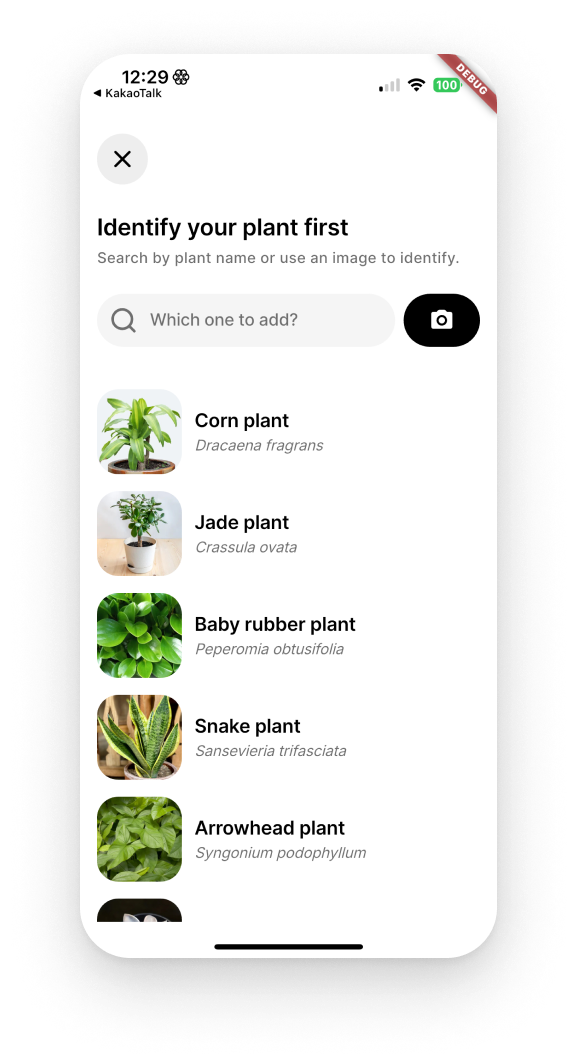 12:29
DEBUG
100
◀ KakaoTalk
Identify your plant first
Search by plant name or use an image to identify.
Which one to add?
Corn plant
Dracaena fragrans
Jade plant
Crassula ovata
Baby rubber plant
Peperomia obtusifolia
Snake plant
Sansevieria trifasciata
Arrowhead plant
Syngonium podophyllum